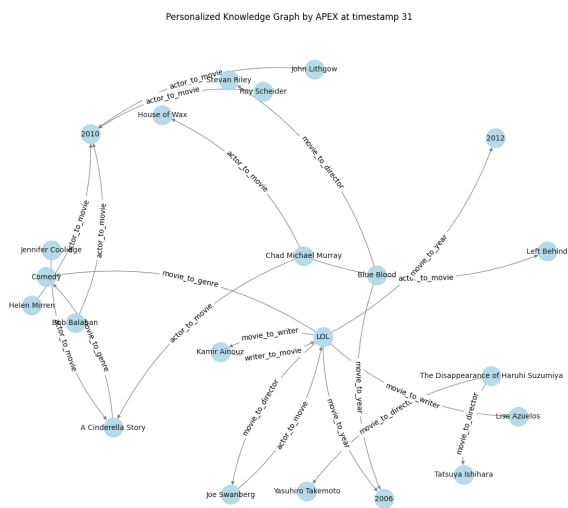 Personalized Knowledge Graph by APEX at timestamp 31
John Lithgow
actor_to_movie
Stevan Riley
Roy Scheider
actor_to_movie
House of Wax
2010
2012
movie_to_director
actor_to_movie
actor_to_movie
actor_to_movie
movie_to_year
Jennifer Coolidge
Chad Michael Murray
Left Behind
Comedy
Blue Blood
actor_to_movie
movie_to_genre
Helen Mirren
Bob Balaban
actor_to_movie
LOL
movie_to_writer
Kamir Ainouz
writer_to_movie
actor_to_movie
movie_to_genre
movie_to_year
The Disappearance of Haruhi Suzumiya
movie_to_writer
movie_to_director
Lisa Azuelos
movie_to_director
actor_to_movie
movie_to_year
movie_to_director
A Cinderella Story
Tatsuya Ishihara
Joe Swanberg
Yasuhiro Takemoto
2006